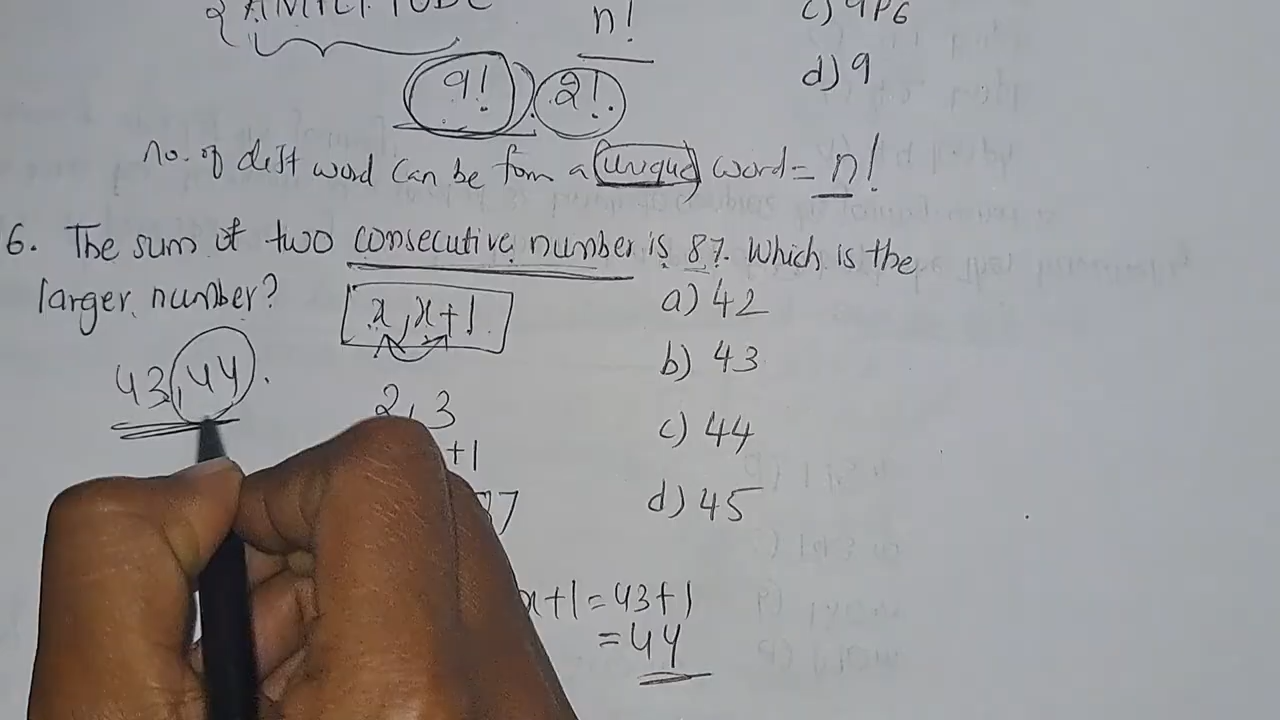 n!
c) 9P6
9!). 2!.
d) 9
no. of diff word can be form a unique word = n!
6. The sum of two consecutive number is 87. Which is the
larger number?
x, x+1
a) 42
43, 44.
b) 43
2, 3
c) 44
+1
d) 45
87
x+1 = 43+1
= 44